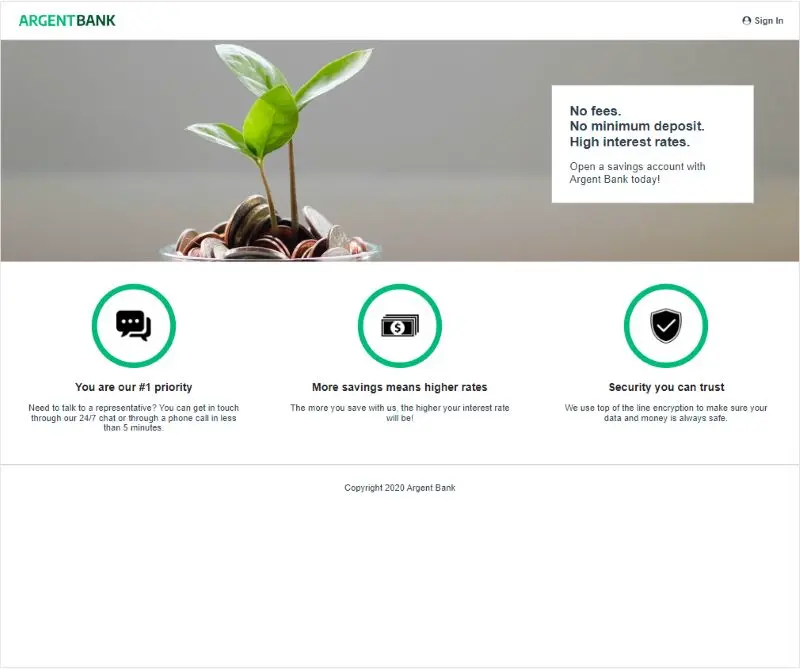 ARGENTBANK
Sign In
No fees.
No minimum deposit.
High interest rates.
Open a savings account with
Argent Bank today!
You are our #1 priority
Need to talk to a representative? You can get in touch
through our 24/7 chat or through a phone call in less
than 5 minutes.
$
More savings means higher rates
The more you save with us, the higher your interest rate
will be!
Security you can trust
We use top of the line encryption to make sure your
data and money is always safe.
Copyright 2020 Argent Bank